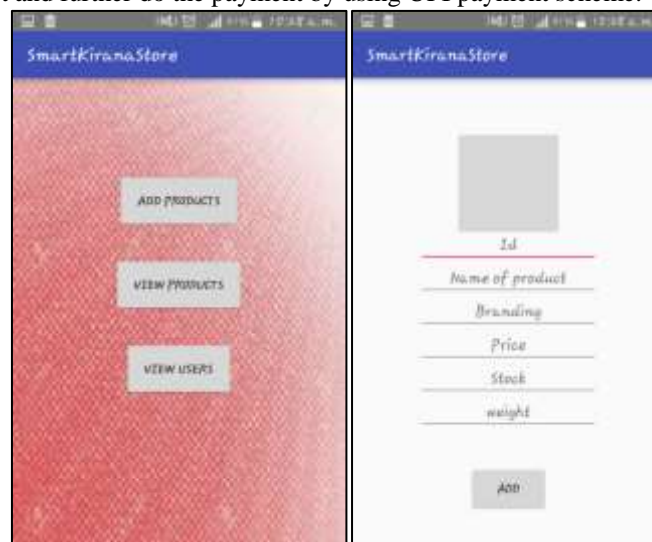 t and further do the payment by using UPI payment scheme.
SmartKiranaStore
ADD PRODUCTS
VIEW PRODUCTS
VIEW USERS
SmartKiranaStore
Id
Name of product
Branding
Price
Stock
weight
ADD